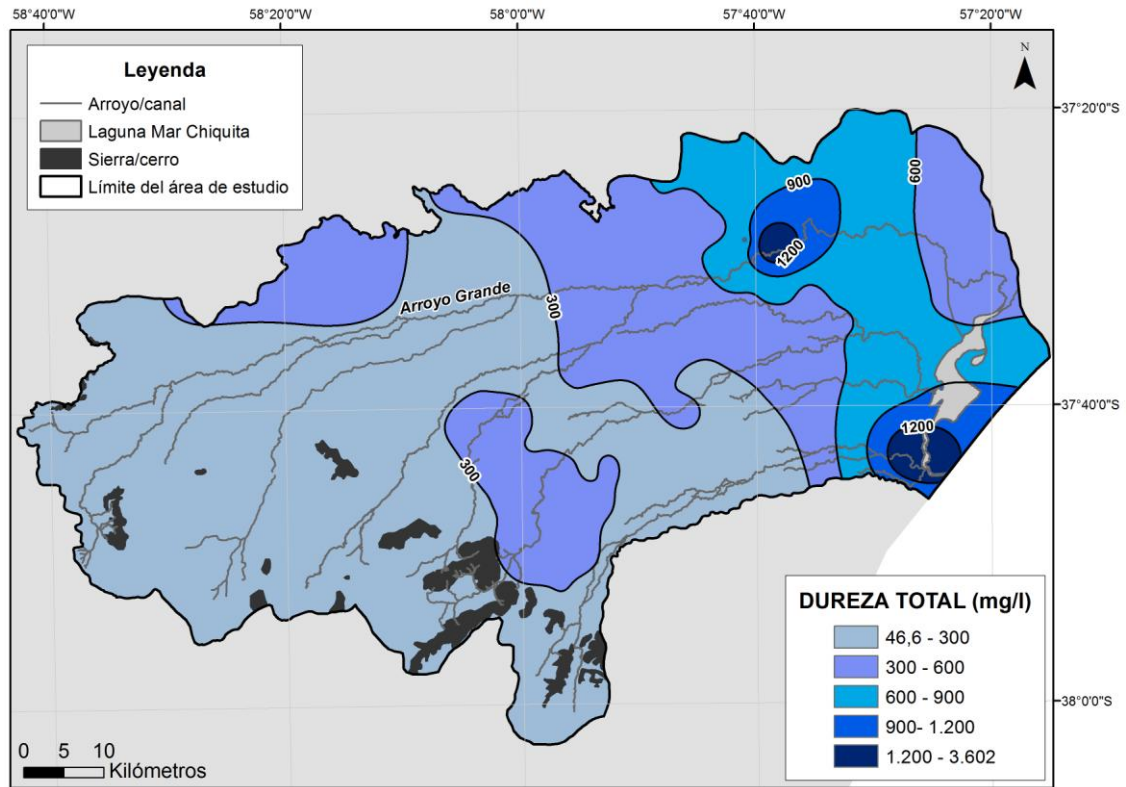 58°40'0"W
58°20'0"W
58°0'0"W
57°40'0"W
57°20'0"W
Leyenda
Arroyo/canal
Laguna Mar Chiquita
Sierra/cerro
Límite del área de estudio
N
37°20'0"S
900
600
1200
Arroyo Grande
300
37°40'0"S
1200
300
DUREZA TOTAL (mg/l)
46,6 - 300
300 - 600
600 - 900
900- 1.200
1.200 - 3.602
38°0'0"S
0 5 10
Kilómetros